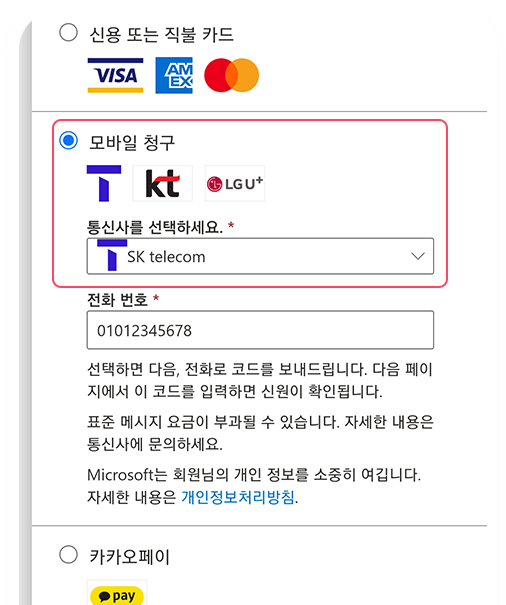 신용 또는 직불 카드
VISA
AM
EX
모바일 청구
kt
LG U+
통신사를 선택하세요. *
SK telecom
전화 번호 *
01012345678
선택하면 다음, 전화로 코드를 보내드립니다. 다음 페이
지에서 이 코드를 입력하면 신원이 확인됩니다.
표준 메시지 요금이 부과될 수 있습니다. 자세한 내용은
통신사에 문의하세요.
Microsoft는 회원님의 개인 정보를 소중히 여깁니다.
자세한 내용은 개인정보처리방침.
카카오페이
pay